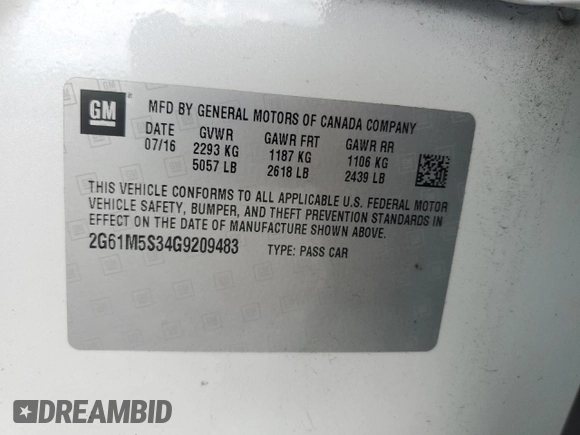 GM
MFD BY GENERAL MOTORS OF CANADA COMPANY
DATE GVWR GAWR FRT GAWR RR
07/16 2293 KG 1187 KG 1106 KG
5057 LB 2618 LB 2439 LB
THIS VEHICLE CONFORMS TO ALL APPLICABLE U.S. FEDERAL MOTOR
VEHICLE SAFETY, BUMPER, AND THEFT PREVENTION STANDARDS IN
EFFECT ON THE DATE OF MANUFACTURE SHOWN ABOVE.
2G61M5S34G9209483 TYPE: PASS CAR
DREAMBID